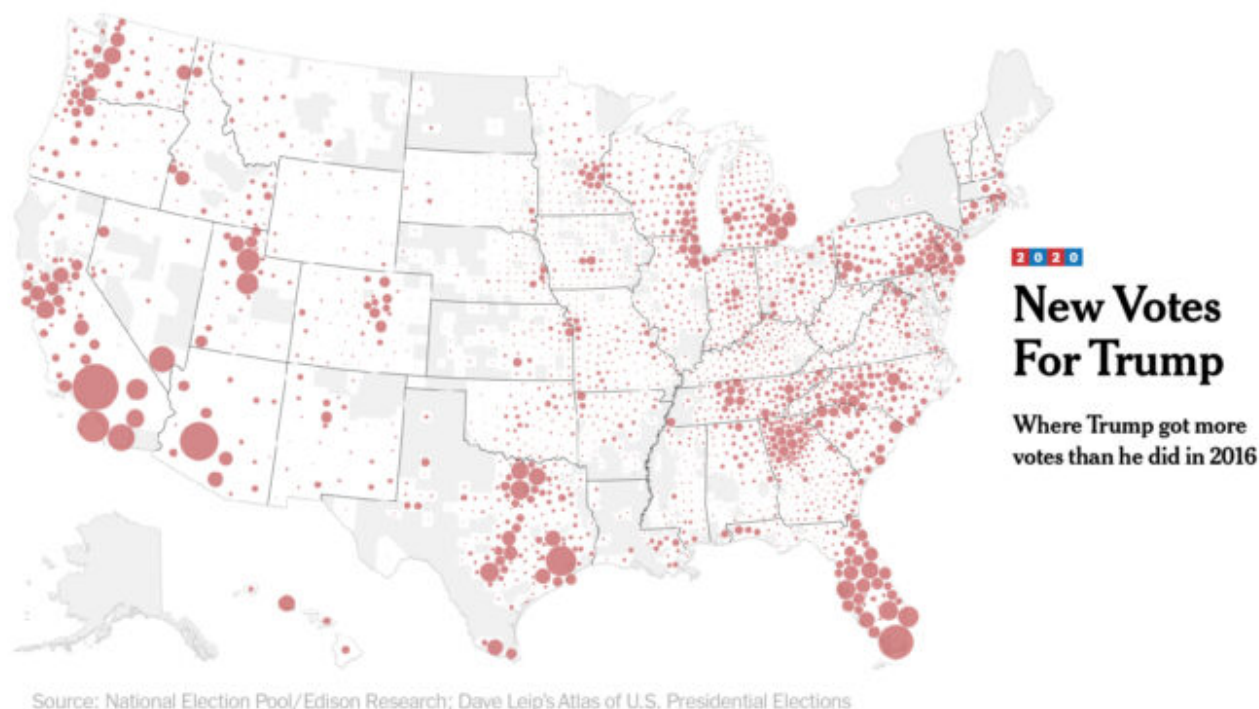 2020
New Votes
For Trump
Where Trump got more
votes than he did in 2016
Source: National Election Pool/Edison Research; Dave Leip's Atlas of U.S. Presidential Elections